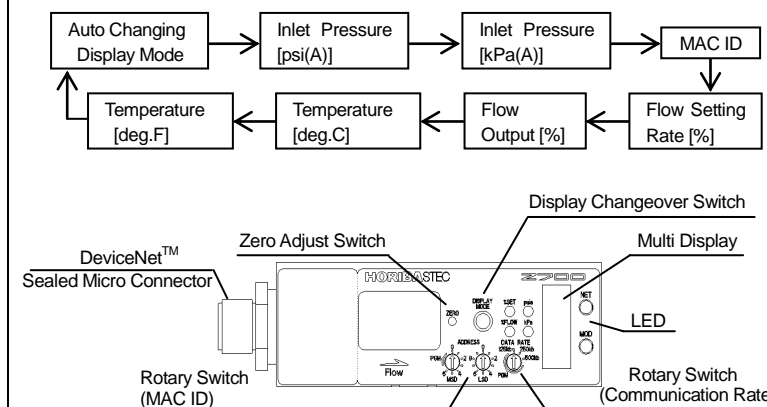 Auto Changing
Display Mode
Inlet Pressure
[psi(A)]
Inlet Pressure
[kPa(A)]
MAC ID
Temperature
[deg.F]
Temperature
[deg.C]
Flow
Output [%]
Flow Setting
Rate [%]
Display Changeover Switch
DeviceNet™
Sealed Micro Connector
Zero Adjust Switch
Multi Display
HORIBASTEC
Z700
ZERO
DISPLAY
MODE
%SET
psia
%FLOW
kPa
NET
MOD
LED
ADDRESS
DATA RATE
125kb
250kb
500kb
PGM
PGM
MSD
LSD
Flow
Rotary Switch
(MAC ID)
Rotary Switch
(Communication Rate